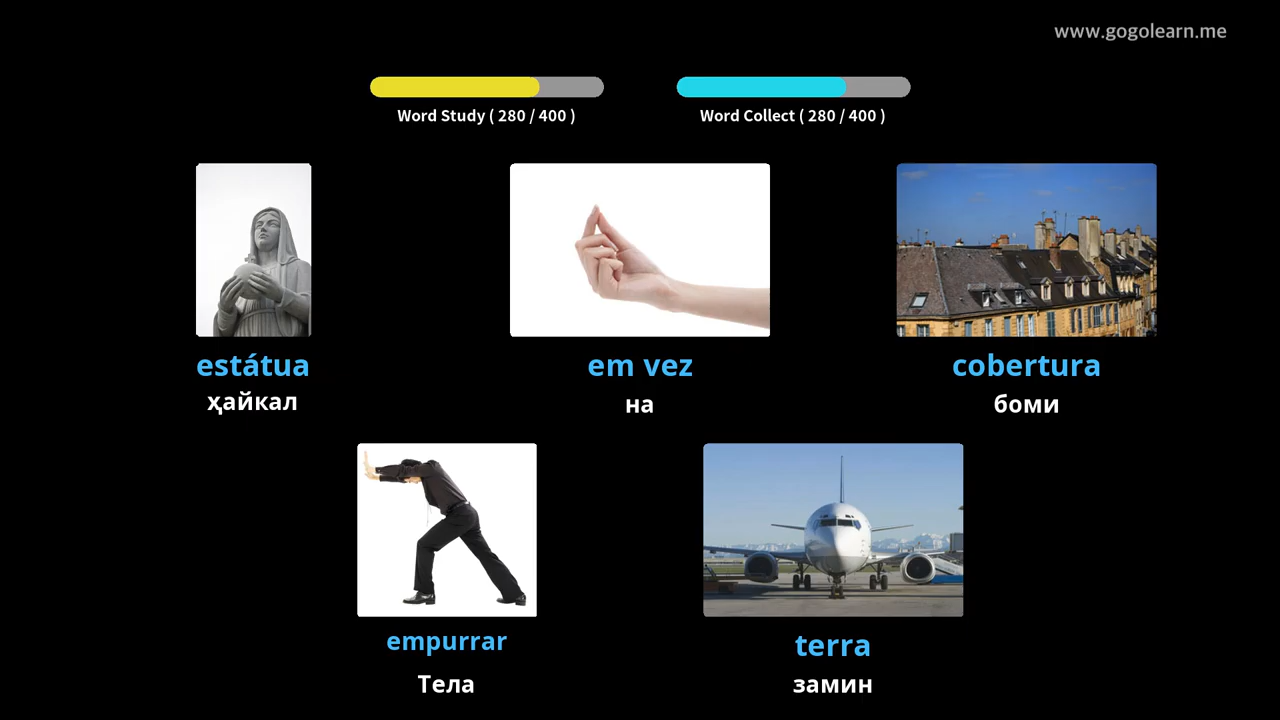 www.gogolearn.me
Word Study ( 280 / 400 )
Word Collect ( 280 / 400 )
estátua
ҳайкал
em vez
на
cobertura
боми
empurrar
Тела
terra
замин